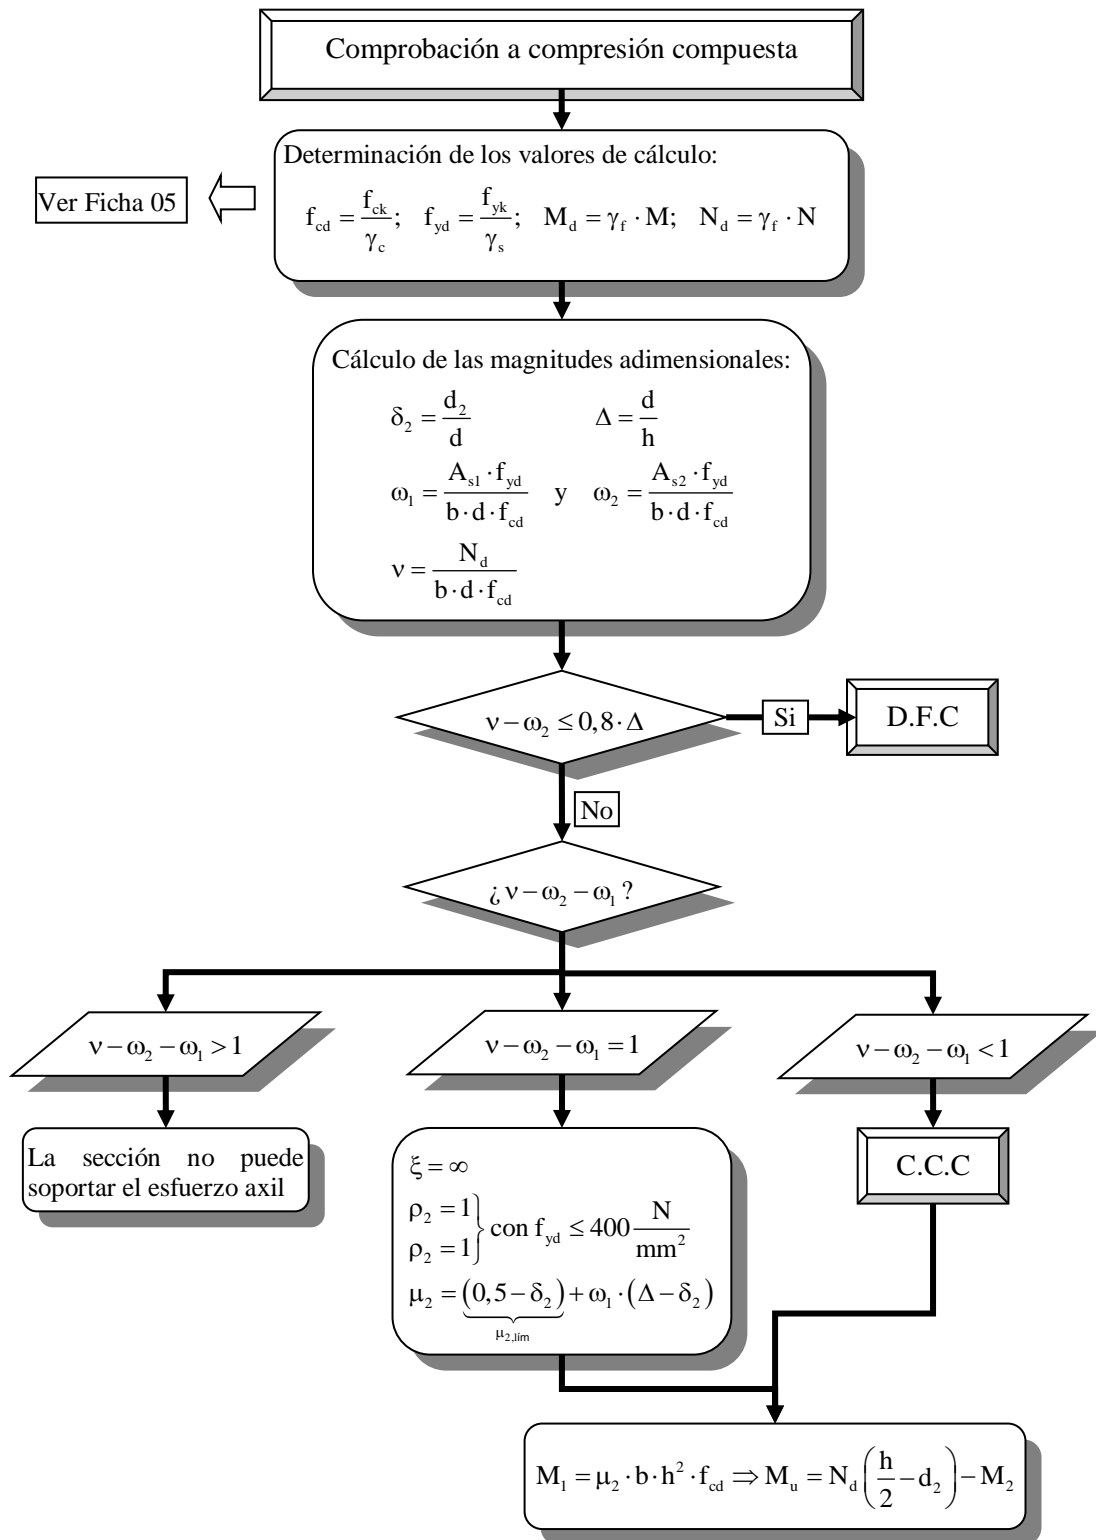 Comprobación a compresión compuesta
Determinación de los valores de cálculo:
Ver Ficha 05
f_cd = f_ck / γ_c ; f_yd = f_yk / γ_s ; M_d = γ_f · M; N_d = γ_f · N
Cálculo de las magnitudes adimensionales:
δ_2 = d_2 / d    Δ = d / h
ω_1 = A_s1 · f_yd / b · d · f_cd y ω_2 = A_s2 · f_yd / b · d · f_cd
ν = N_d / b · d · f_cd
ν − ω_2 ≤ 0,8 · Δ
Si
D.F.C
No
¿ν − ω_2 − ω_1?
ν − ω_2 − ω_1 > 1
ν − ω_2 − ω_1 = 1
ν − ω_2 − ω_1 < 1
La sección no puede
soportar el esfuerzo axil
ξ = ∞
ρ_2 = 1
ρ_2 = 1 } con f_yd ≤ 400 N / mm²
μ_2 = (0,5 − δ_2) + ω_1 · (Δ − δ_2)
μ_2,lím
C.C.C
M_1 = μ_2 · b · h² · f_cd ⇒ M_u = N_d (h / 2 − d_2) − M_2